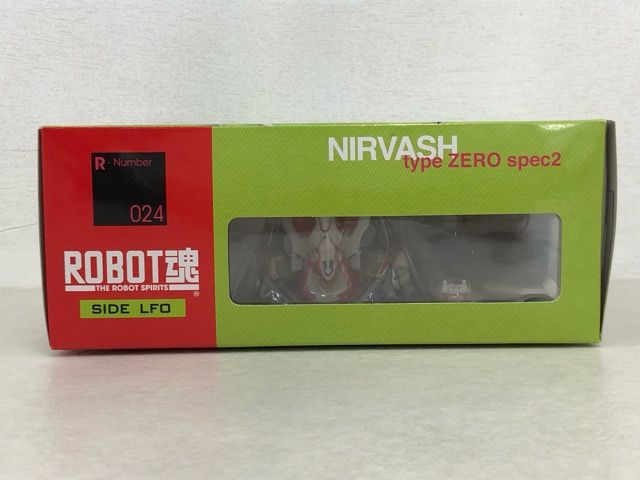 R - Number
024
ROBOT魂
THE ROBOT SPIRITS
®
SIDE LFO
NIRVASH
type ZERO spec2